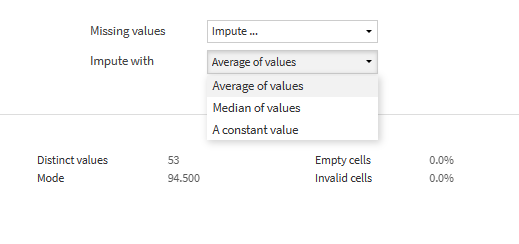 Missing values Impute ...
Impute with Average of values
Average of values
Median of values
A constant value
Distinct values 53 Empty cells 0.0%
Mode 94.500 Invalid cells 0.0%